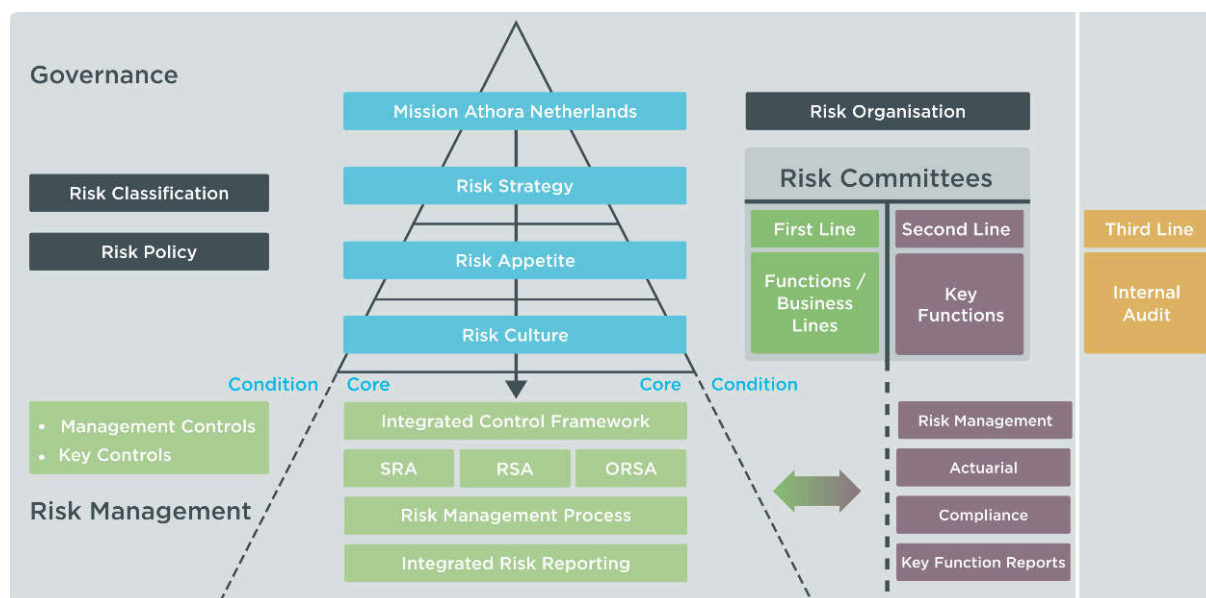 Governance
Mission Athora Netherlands
Risk Organisation
Risk Classification
Risk Strategy
Risk Committees
First Line
Second Line
Third Line
Risk Policy
Risk Appetite
Functions /
Business
Lines
Key
Functions
Internal
Audit
Risk Culture
Condition
Core
Core
Condition
• Management Controls
• Key Controls
Integrated Control Framework
Risk Management
SRA
RSA
ORSA
Actuarial
Risk Management
Risk Management Process
Compliance
Integrated Risk Reporting
Key Function Reports